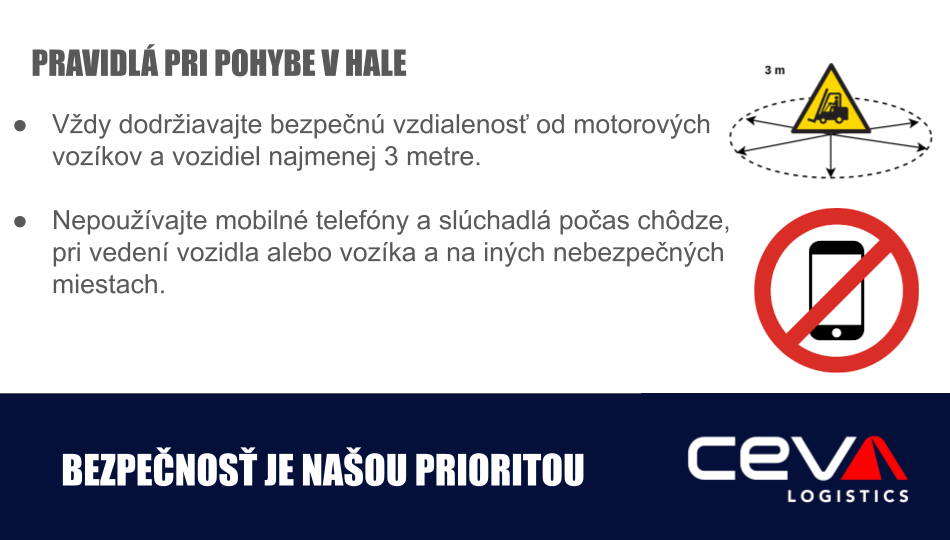 PRAVIDLÁ PRI POHYBE V HALE
3 m
● Vždy dodržiavajte bezpečnú vzdialenosť od motorových
vozíkov a vozidiel najmenej 3 metre.
● Nepoužívajte mobilné telefóny a slúchadlá počas chôdze,
pri vedení vozidla alebo vozíka a na iných nebezpečných
miestach.
BEZPEČNOSŤ JE NAŠOU PRIORITOU
CEVA
LOGISTICS